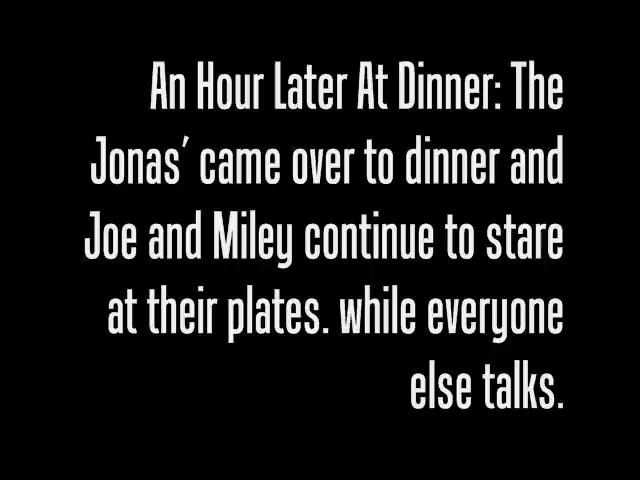 An Hour Later At Dinner: The
Jonas' came over to dinner and
Joe and Miley continue to stare
at their plates. while everyone
else talks.